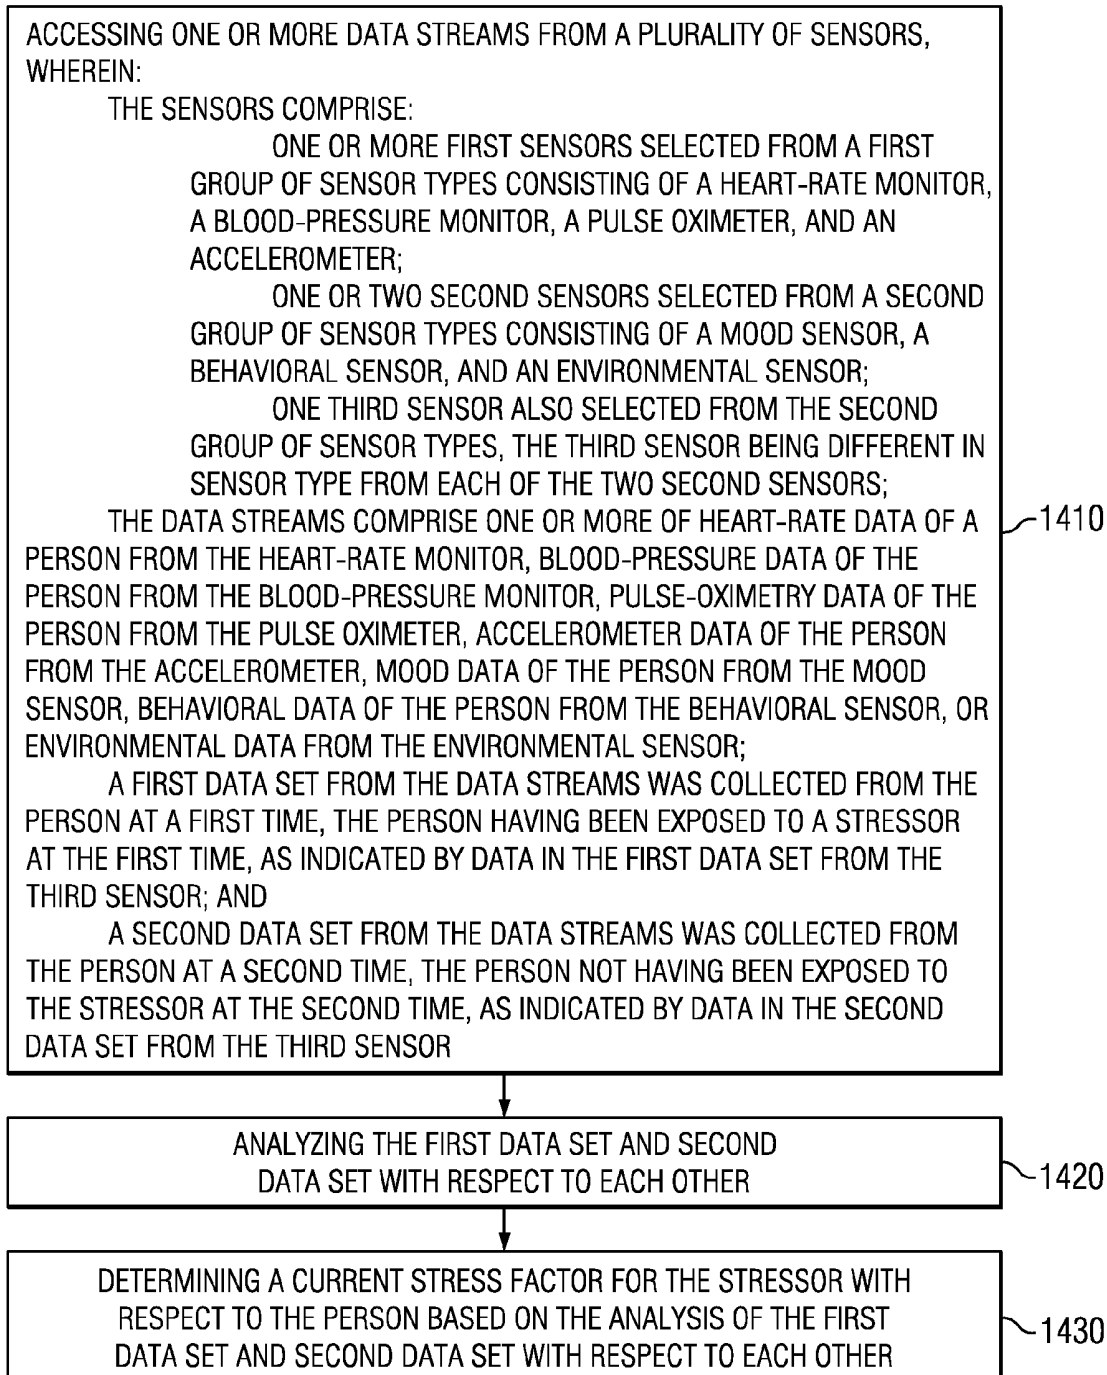 ACCESSING ONE OR MORE DATA STREAMS FROM A PLURALITY OF SENSORS,
WHEREIN:
THE SENSORS COMPRISE:
ONE OR MORE FIRST SENSORS SELECTED FROM A FIRST
GROUP OF SENSOR TYPES CONSISTING OF A HEART-RATE MONITOR,
A BLOOD-PRESSURE MONITOR, A PULSE OXIMETER, AND AN
ACCELEROMETER;
ONE OR TWO SECOND SENSORS SELECTED FROM A SECOND
GROUP OF SENSOR TYPES CONSISTING OF A MOOD SENSOR, A
BEHAVIORAL SENSOR, AND AN ENVIRONMENTAL SENSOR;
ONE THIRD SENSOR ALSO SELECTED FROM THE SECOND
GROUP OF SENSOR TYPES, THE THIRD SENSOR BEING DIFFERENT IN
SENSOR TYPE FROM EACH OF THE TWO SECOND SENSORS;
THE DATA STREAMS COMPRISE ONE OR MORE OF HEART-RATE DATA OF A
PERSON FROM THE HEART-RATE MONITOR, BLOOD-PRESSURE DATA OF THE
PERSON FROM THE BLOOD-PRESSURE MONITOR, PULSE-OXIMETRY DATA OF THE
PERSON FROM THE PULSE OXIMETER, ACCELEROMETER DATA OF THE PERSON
FROM THE ACCELEROMETER, MOOD DATA OF THE PERSON FROM THE MOOD
SENSOR, BEHAVIORAL DATA OF THE PERSON FROM THE BEHAVIORAL SENSOR, OR
ENVIRONMENTAL DATA FROM THE ENVIRONMENTAL SENSOR;
A FIRST DATA SET FROM THE DATA STREAMS WAS COLLECTED FROM THE
PERSON AT A FIRST TIME, THE PERSON HAVING BEEN EXPOSED TO A STRESSOR
AT THE FIRST TIME, AS INDICATED BY DATA IN THE FIRST DATA SET FROM THE
THIRD SENSOR; AND
A SECOND DATA SET FROM THE DATA STREAMS WAS COLLECTED FROM
THE PERSON AT A SECOND TIME, THE PERSON NOT HAVING BEEN EXPOSED TO
THE STRESSOR AT THE SECOND TIME, AS INDICATED BY DATA IN THE SECOND
DATA SET FROM THE THIRD SENSOR
1410
ANALYZING THE FIRST DATA SET AND SECOND
DATA SET WITH RESPECT TO EACH OTHER
1420
DETERMINING A CURRENT STRESS FACTOR FOR THE STRESSOR WITH
RESPECT TO THE PERSON BASED ON THE ANALYSIS OF THE FIRST
DATA SET AND SECOND DATA SET WITH RESPECT TO EACH OTHER
1430